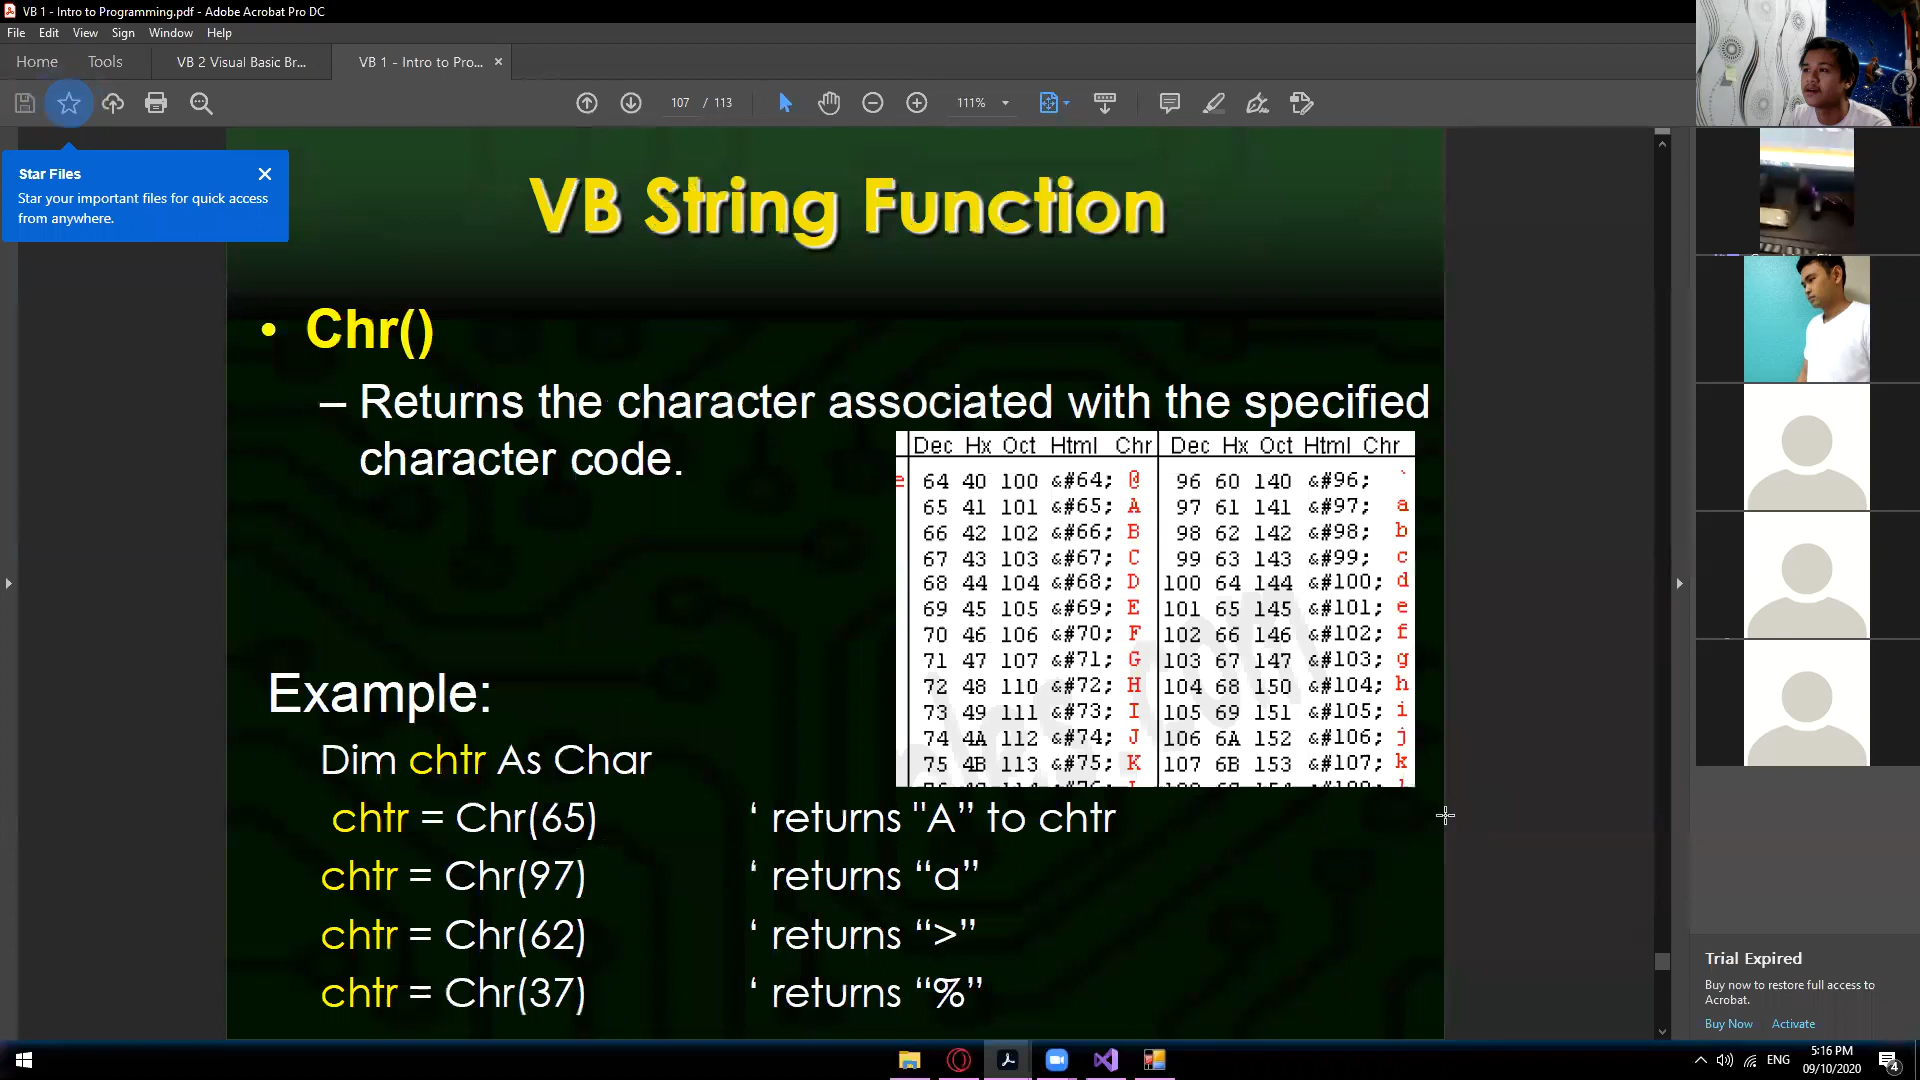 VB 1 - Intro to Programming.pdf - Adobe Acrobat Pro DC
File Edit View Sign Window Help
Home Tools VB 2 Visual Basic Br... VB 1 - Intro to Pro... ×
107 / 113 111%
Star Files
Star your important files for quick access
from anywhere.
VB String Function
• Chr()
– Returns the character associated with the specified
character code.
Dec Hx Oct Html Chr Dec Hx Oct Html Chr
64 40 100 &#64; @ 96 60 140 &#96; `
65 41 101 &#65; A 97 61 141 &#97; a
66 42 102 &#66; B 98 62 142 &#98; b
67 43 103 &#67; C 99 63 143 &#99; c
68 44 104 &#68; D 100 64 144 &#100; d
69 45 105 &#69; E 101 65 145 &#101; e
70 46 106 &#70; F 102 66 146 &#102; f
71 47 107 &#71; G 103 67 147 &#103; g
72 48 110 &#72; H 104 68 150 &#104; h
73 49 111 &#73; I 105 69 151 &#105; i
74 4A 112 &#74; J 106 6A 152 &#106; j
75 4B 113 &#75; K 107 6B 153 &#107; k
Example:
Dim chtr As Char
chtr = Chr(65) ‘ returns "A” to chtr
chtr = Chr(97) ‘ returns “a”
chtr = Chr(62) ‘ returns “>”
chtr = Chr(37) ‘ returns “%”
Trial Expired
Buy now to restore full access to
Acrobat.
Buy Now Activate
ENG
5:16 PM
09/10/2020
4